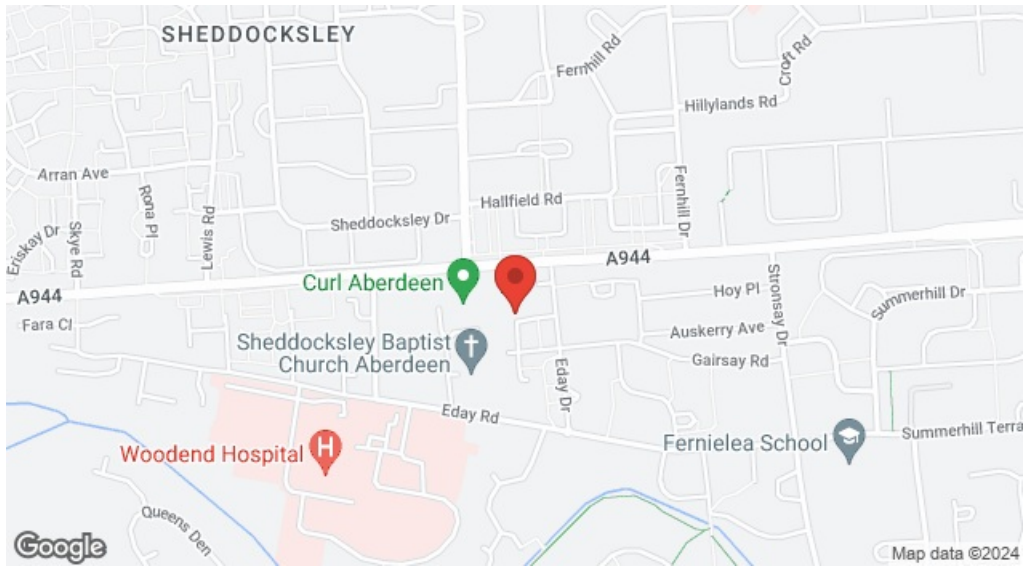 SHEDDOCKSLEY
Fernhill Rd
Croft Rd
Hillylands Rd
Arran Ave
Rona Pl
Lewis Rd
Skye Rd
Eriskay Dr
Sheddocksley Dr
Hallfield Rd
Fernhill Dr
A944
A944
Curl Aberdeen
Hoy Pl
Stronsay Dr
Summerhill Dr
Fara Cl
Auskerry Ave
Sheddocksley Baptist
Church Aberdeen
Gairsay Rd
Eday Dr
Eday Rd
Woodend Hospital
H
Fernielea School
Summerhill Terra
Queens Den
Google
Map data ©2024